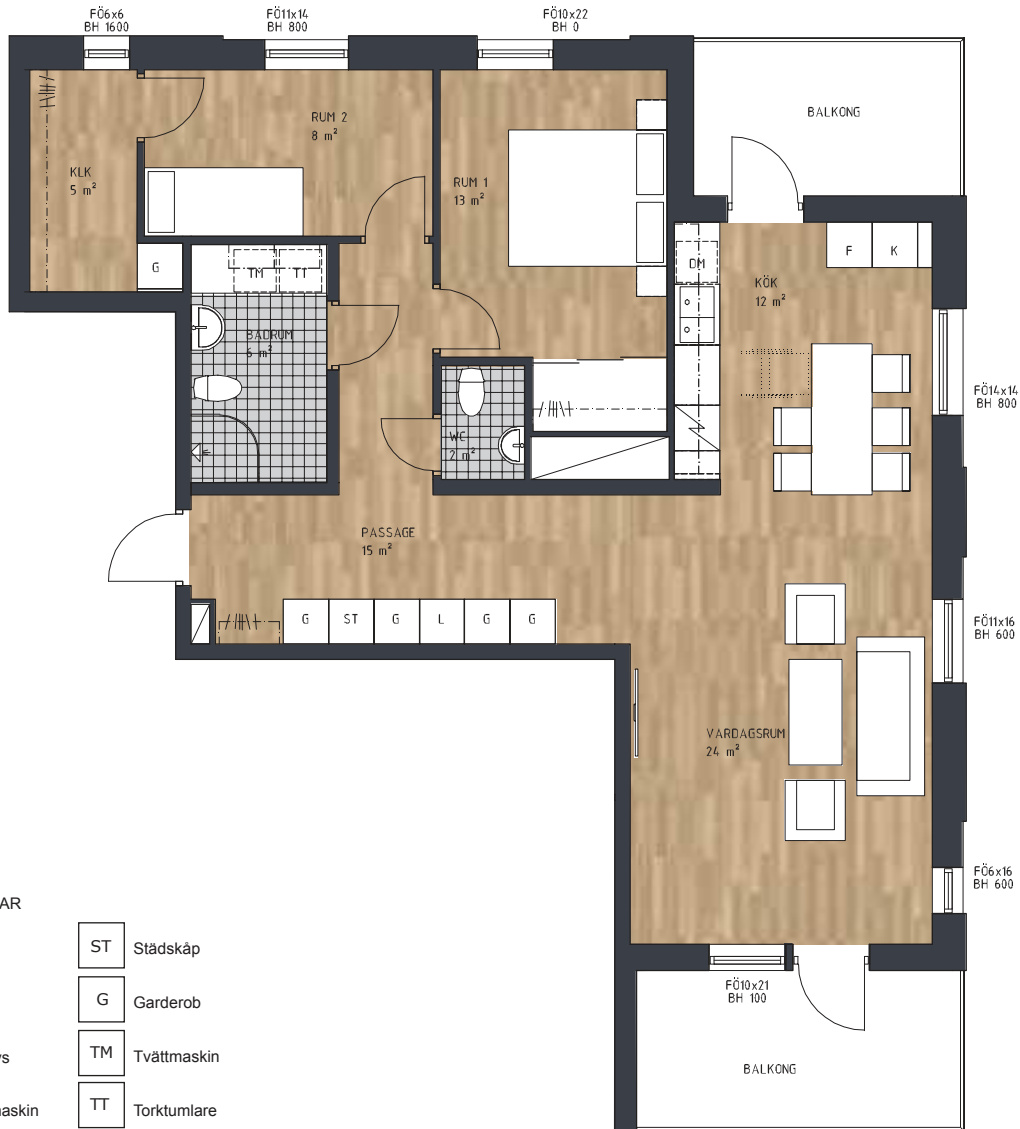 FÖ6x6
BH 1600
FÖ11x14
BH 800
FÖ10x22
BH 0
BALKONG
RUM 2
8 m²
KLK
5 m²
RUM 1
13 m²
G
TM
TT
DM
F
K
KÖK
12 m²
BADRUM
6 m²
FÖ14x14
BH 800
WC
2 m²
PASSAGE
15 m²
G
ST
G
L
G
G
FÖ11x16
BH 600
VARDAGSRUM
24 m²
FÖ6x16
BH 600
FÖ10x21
BH 100
BALKONG
AR
ST Städskåp
G Garderob
TM Tvättmaskin
TT Torktumlare